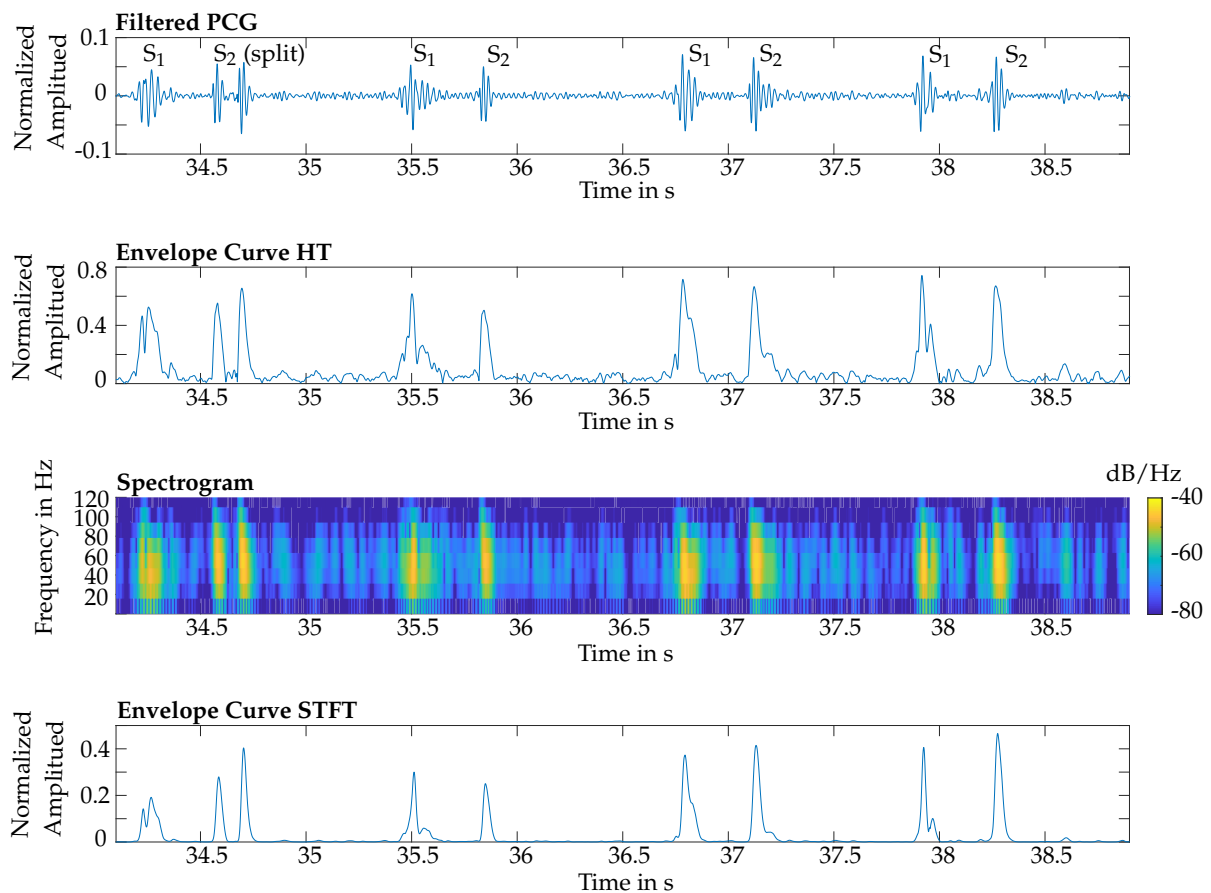 Filtered PCG
Normalized
Amplitued
0.1
0
-0.1
S1
S2 (split)
S1
S2
S1
S2
S1
S2
34.5 35 35.5 36 36.5 37 37.5 38 38.5
Time in s
Envelope Curve HT
Normalized
Amplitued
0.8
0.4
0
34.5 35 35.5 36 36.5 37 37.5 38 38.5
Time in s
Spectrogram
Frequency in Hz
120
100
80
60
40
20
dB/Hz
-40
-60
-80
34.5 35 35.5 36 36.5 37 37.5 38 38.5
Time in s
Envelope Curve STFT
Normalized
Amplitued
0.4
0.2
0
34.5 35 35.5 36 36.5 37 37.5 38 38.5
Time in s